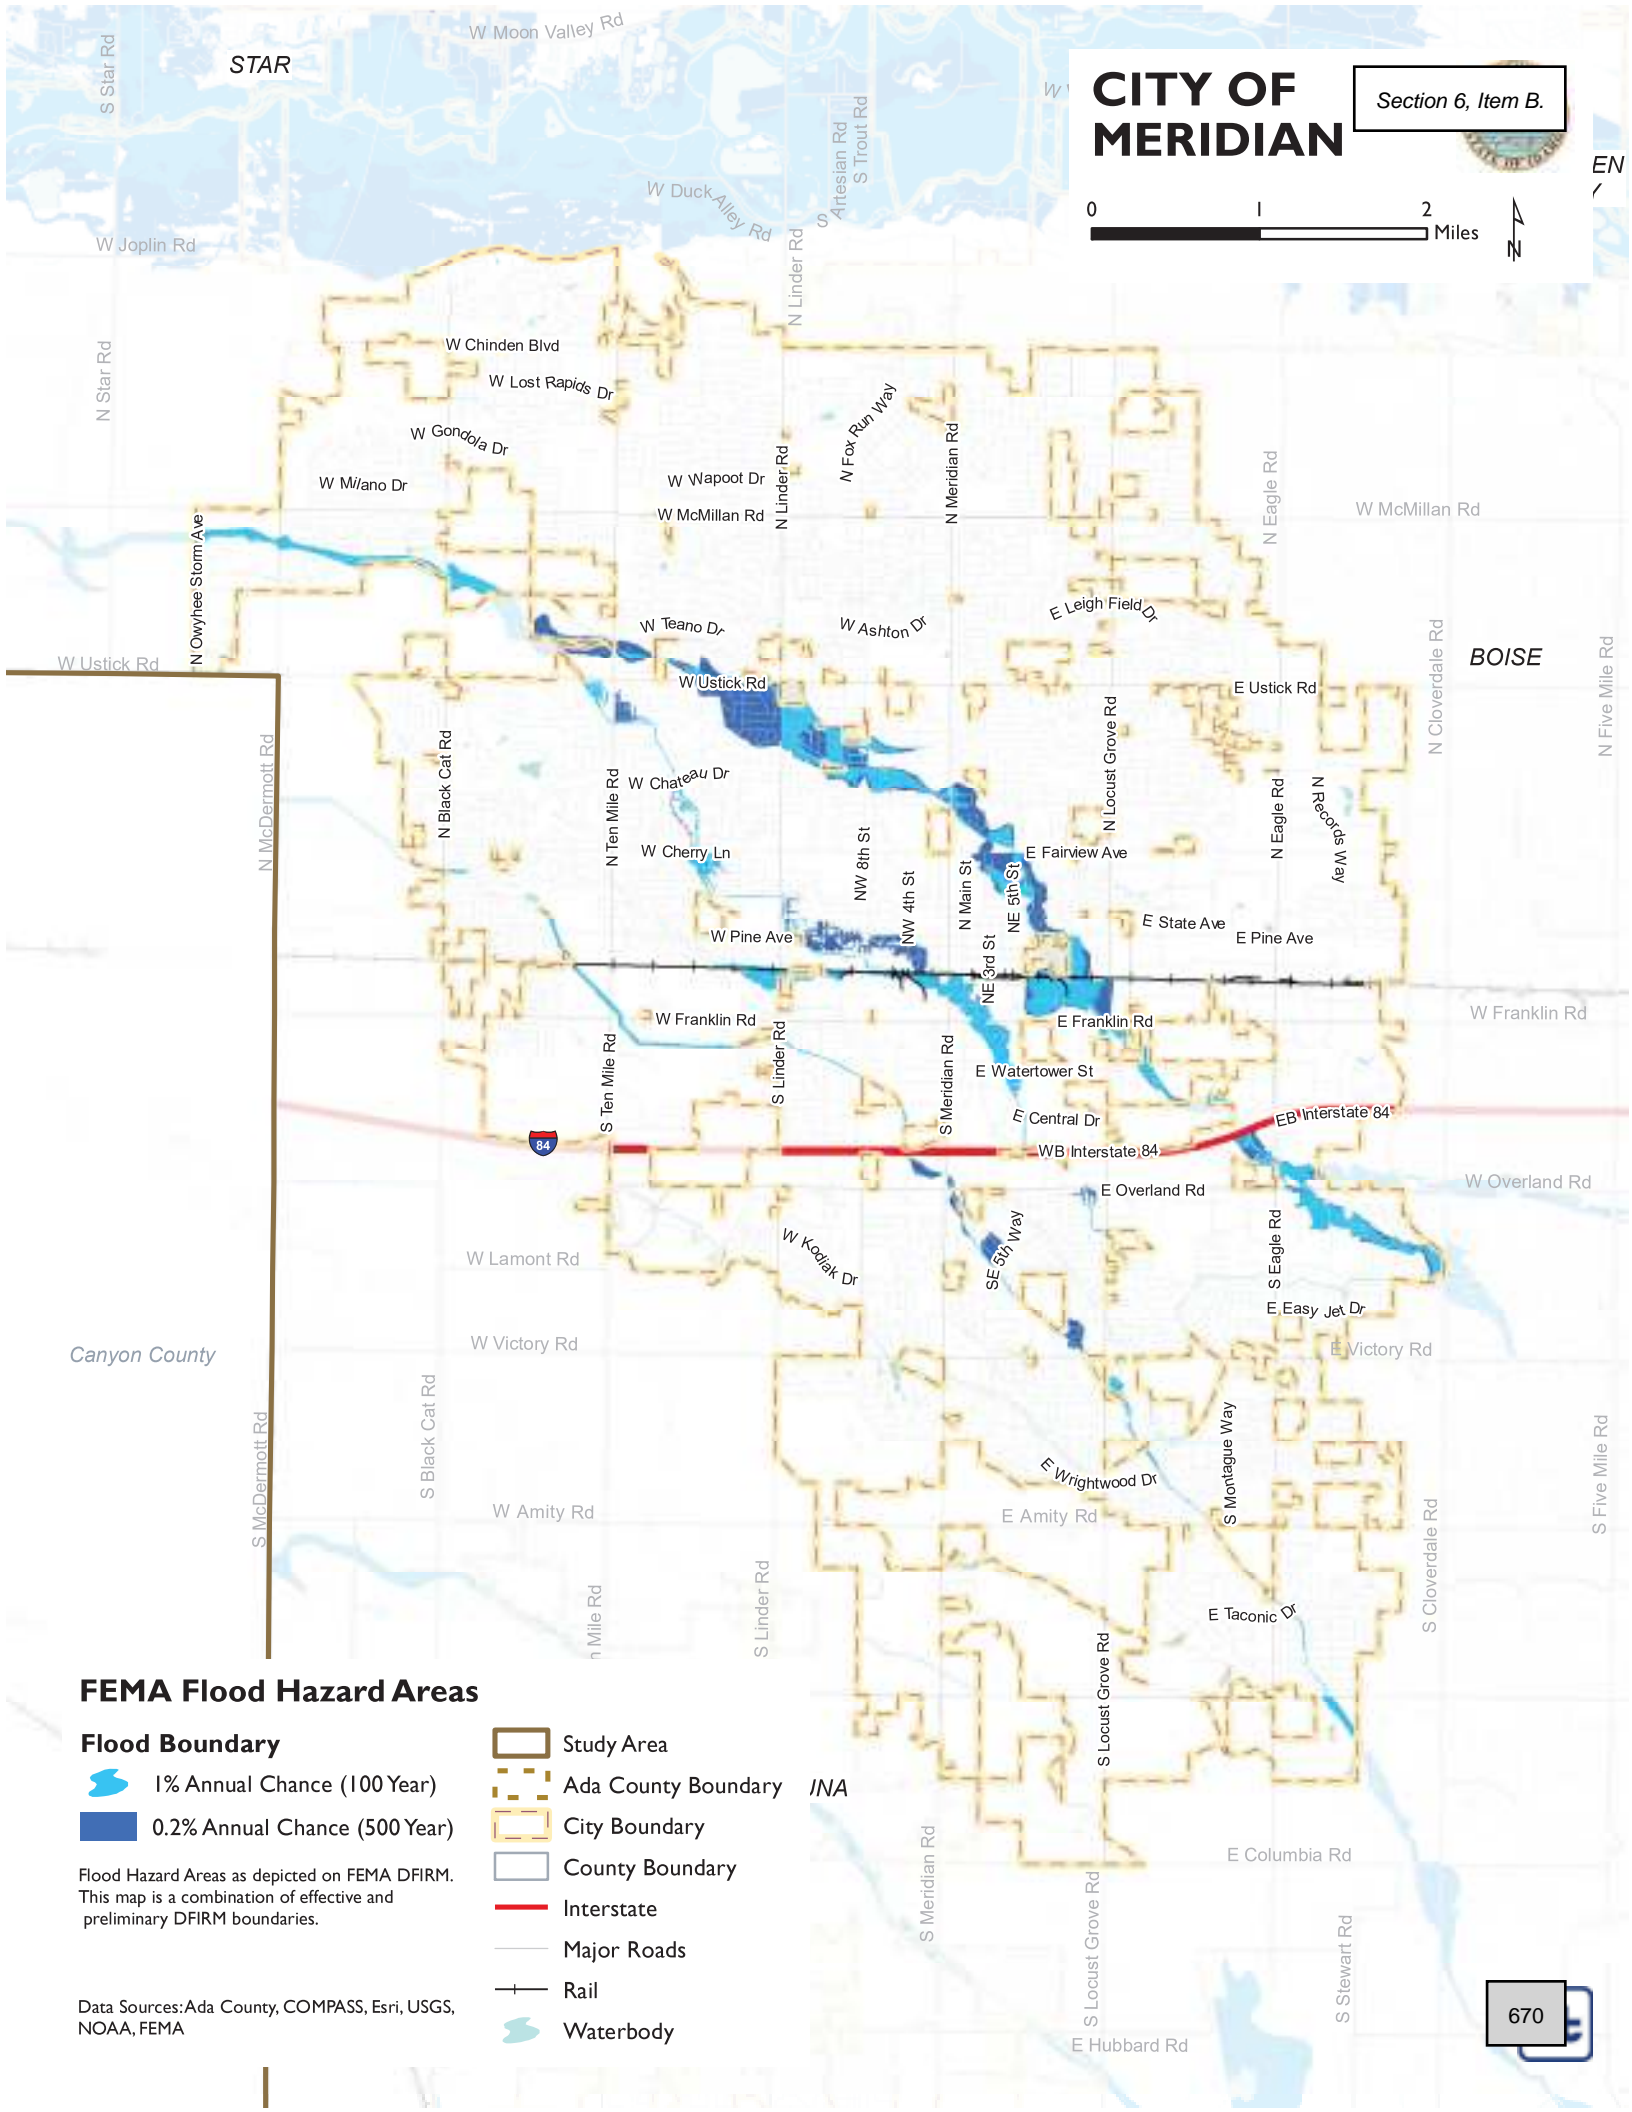 W Moon Valley Rd
STAR
S Star Rd
CITY OF
MERIDIAN
Section 6, Item B.
STATE OF IDAHO
EN
Y
S Trout Rd
S Artesian Rd
W Duck Alley Rd
0 1 2
Miles
N
W Joplin Rd
N Linder Rd
N Star Rd
W Chinden Blvd
W Lost Rapids Dr
N Fox Run Way
W Gondola Dr
N Linder Rd
N Meridian Rd
N Eagle Rd
W Milano Dr
W Wapoot Dr
W McMillan Rd
W McMillan Rd
N Owyhee Storm Ave
E Leigh Field Dr
W Teano Dr
W Ashton Dr
N Cloverdale Rd
N Five Mile Rd
BOISE
W Ustick Rd
W Ustick Rd
E Ustick Rd
N McDermott Rd
N Black Cat Rd
N Ten Mile Rd
W Chateau Dr
N Locust Grove Rd
N Eagle Rd
N Records Way
W Cherry Ln
NW 8th St
NW 4th St
N Main St
NE 5th St
E Fairview Ave
E State Ave
E Pine Ave
W Pine Ave
NE 3rd St
W Franklin Rd
E Franklin Rd
W Franklin Rd
S Ten Mile Rd
S Linder Rd
S Meridian Rd
E Watertower St
E Central Dr
EB Interstate 84
84
WB Interstate 84
E Overland Rd
W Overland Rd
W Lamont Rd
W Kodiak Dr
SE 5th Way
S Eagle Rd
E Easy Jet Dr
W Victory Rd
E Victory Rd
Canyon County
S McDermott Rd
S Black Cat Rd
S Montague Way
S Five Mile Rd
E Wrightwood Dr
W Amity Rd
E Amity Rd
S Cloverdale Rd
n Mile Rd
S Linder Rd
E Taconic Dr
S Locust Grove Rd
FEMA Flood Hazard Areas
Flood Boundary
1% Annual Chance (100 Year)
0.2% Annual Chance (500 Year)
Flood Hazard Areas as depicted on FEMA DFIRM.
This map is a combination of effective and
preliminary DFIRM boundaries.
Data Sources: Ada County, COMPASS, Esri, USGS,
NOAA, FEMA
Study Area
Ada County Boundary
City Boundary
County Boundary
Interstate
Major Roads
Rail
Waterbody
UNA
S Meridian Rd
S Locust Grove Rd
E Columbia Rd
S Stewart Rd
E Hubbard Rd
670